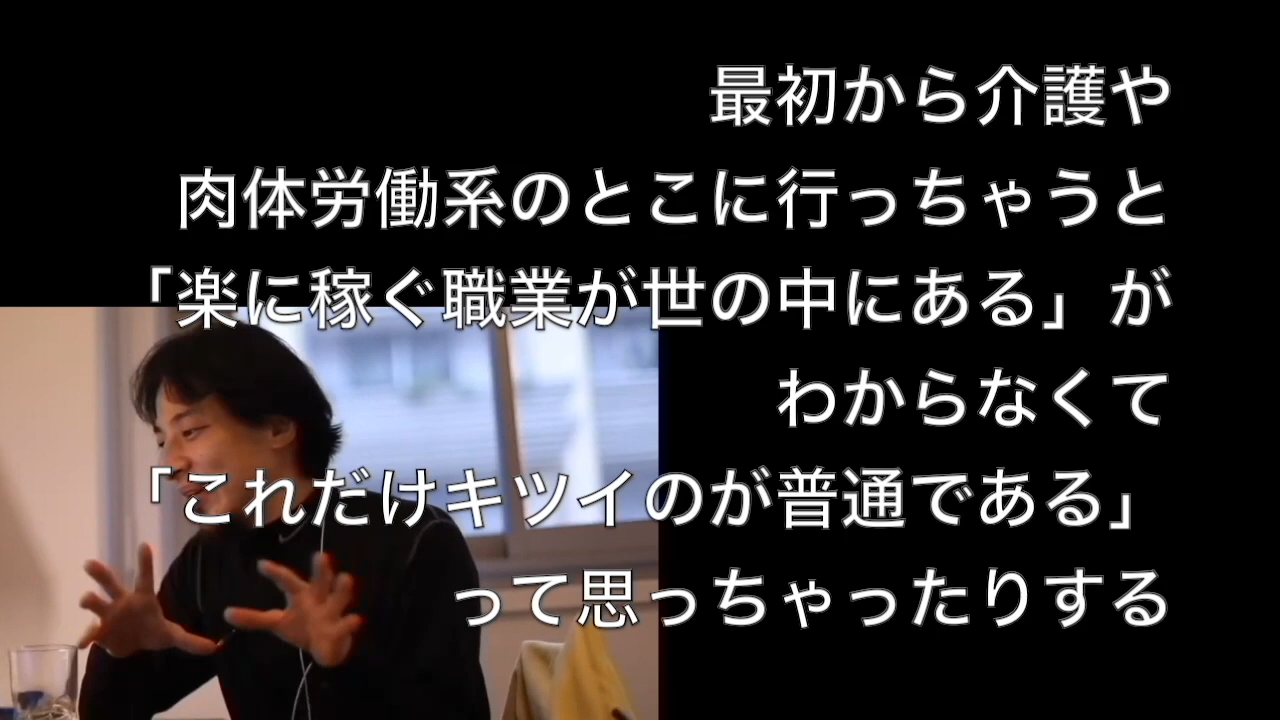 最初から介護や
肉体労働系のとこに行っちゃうと
「楽に稼ぐ職業が世の中にある」が
わからなくて
「これだけキツイのが普通である」
って思っちゃったりする